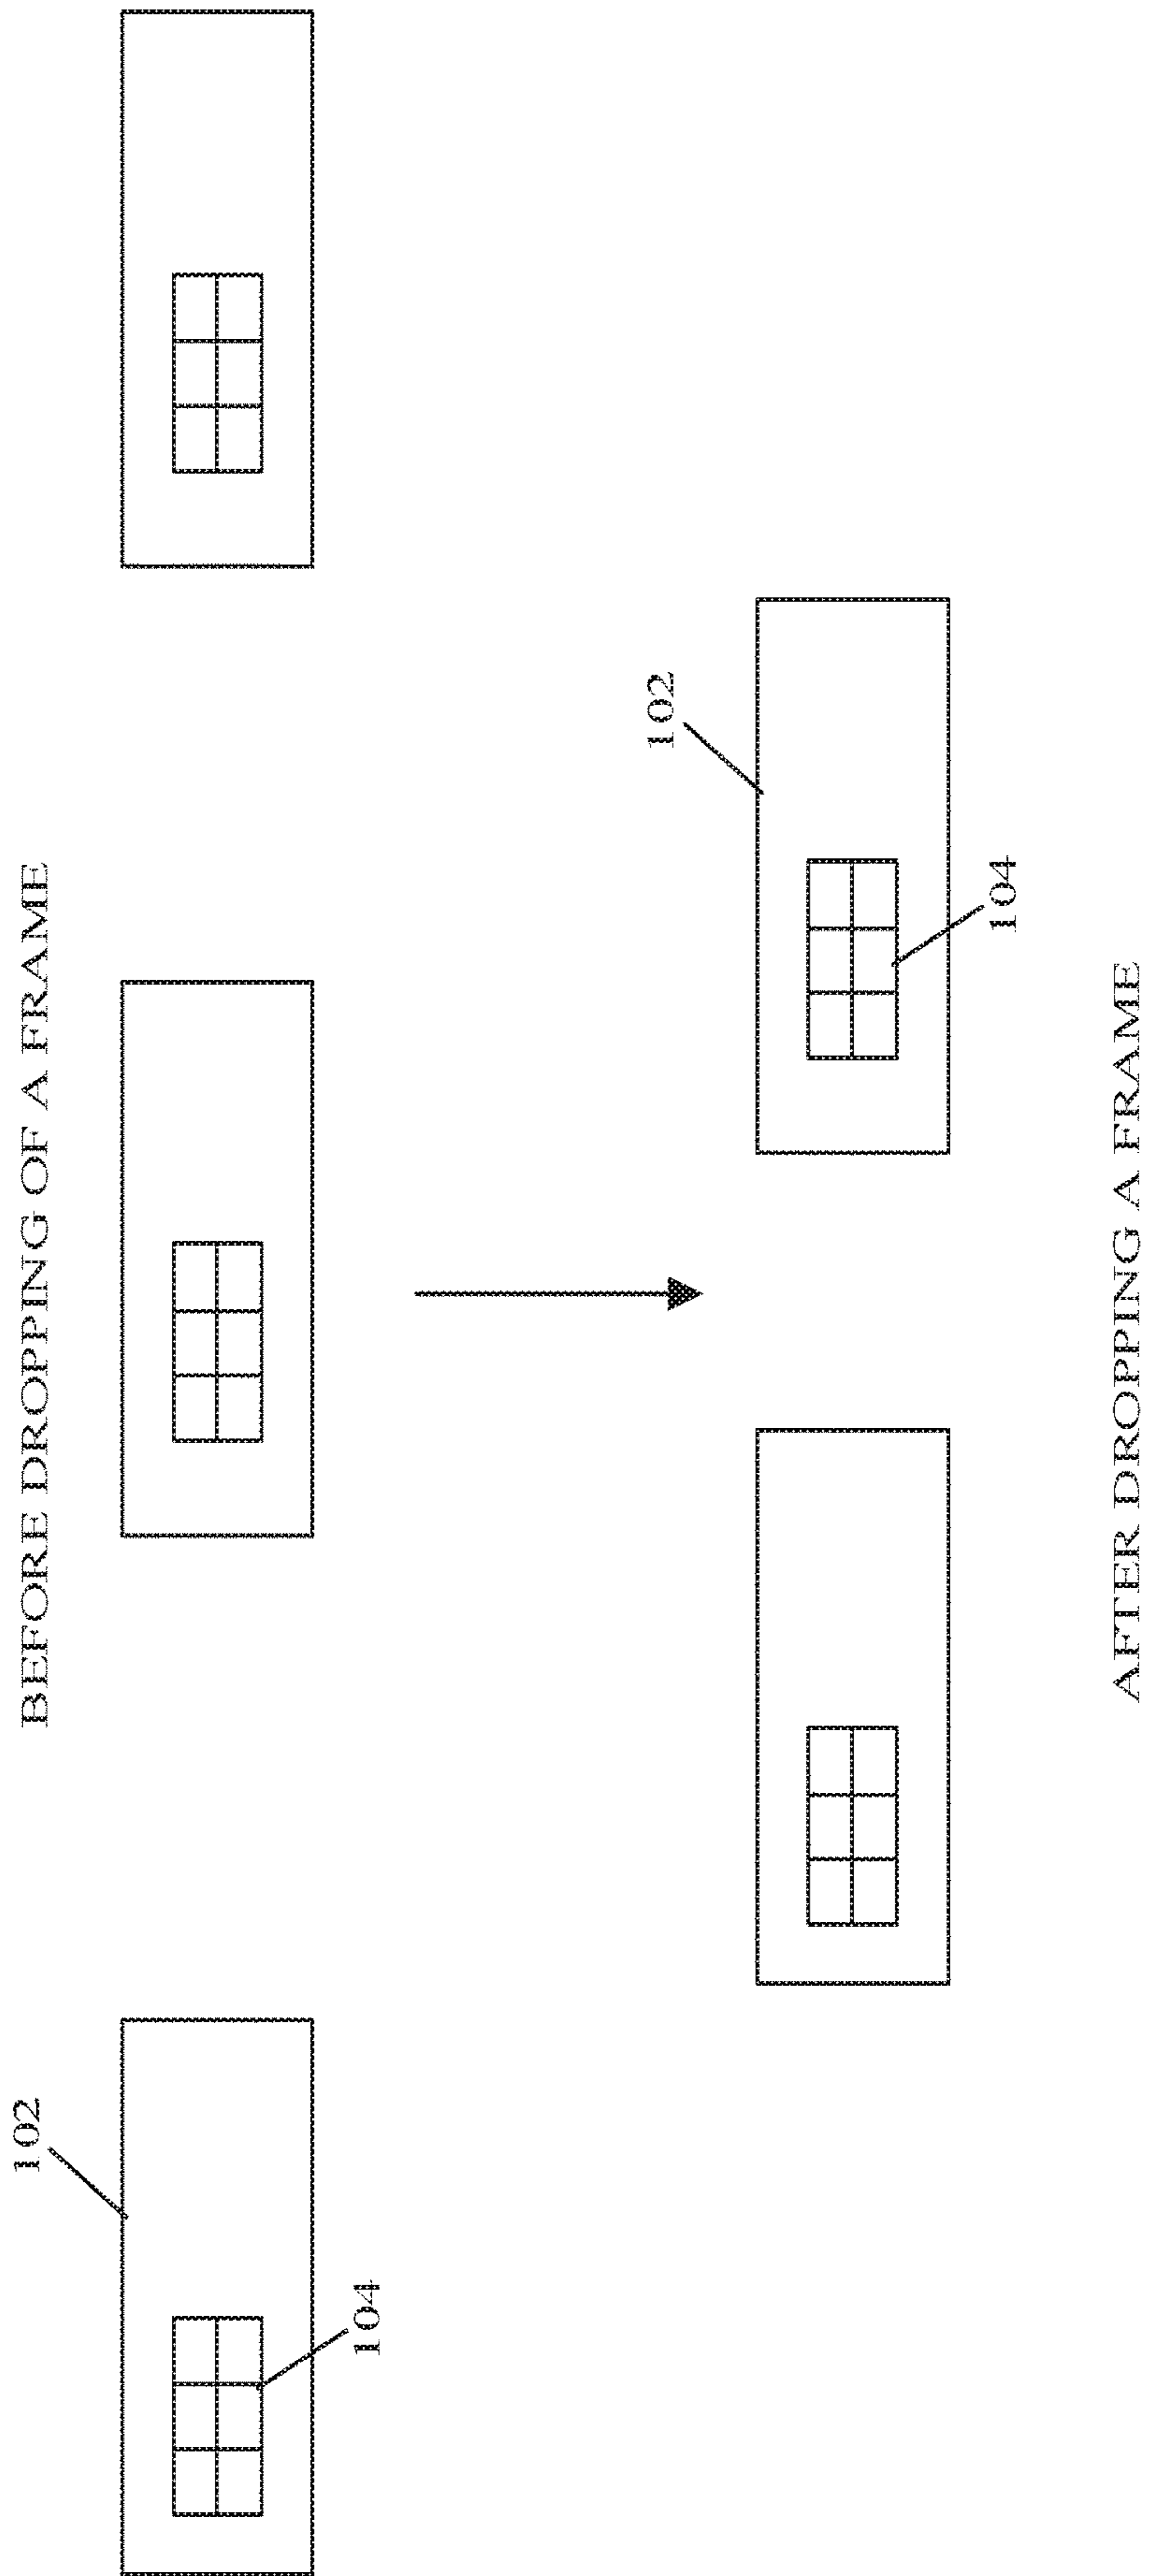 BEFORE DROPPING OF A FRAME
102
104
102
104
AFTER DROPPING A FRAME